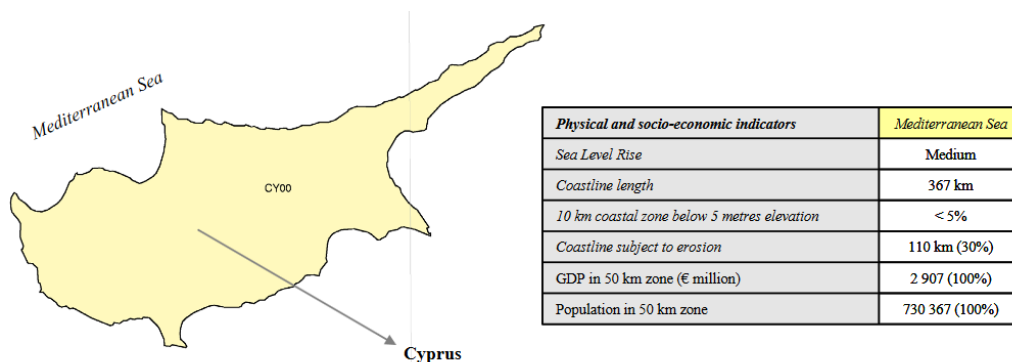 Mediterranean Sea
CY00
Cyprus
Physical and socio-economic indicators Mediterranean Sea
Sea Level Rise Medium
Coastline length 367 km
10 km coastal zone below 5 metres elevation < 5%
Coastline subject to erosion 110 km (30%)
GDP in 50 km zone (€ million) 2 907 (100%)
Population in 50 km zone 730 367 (100%)